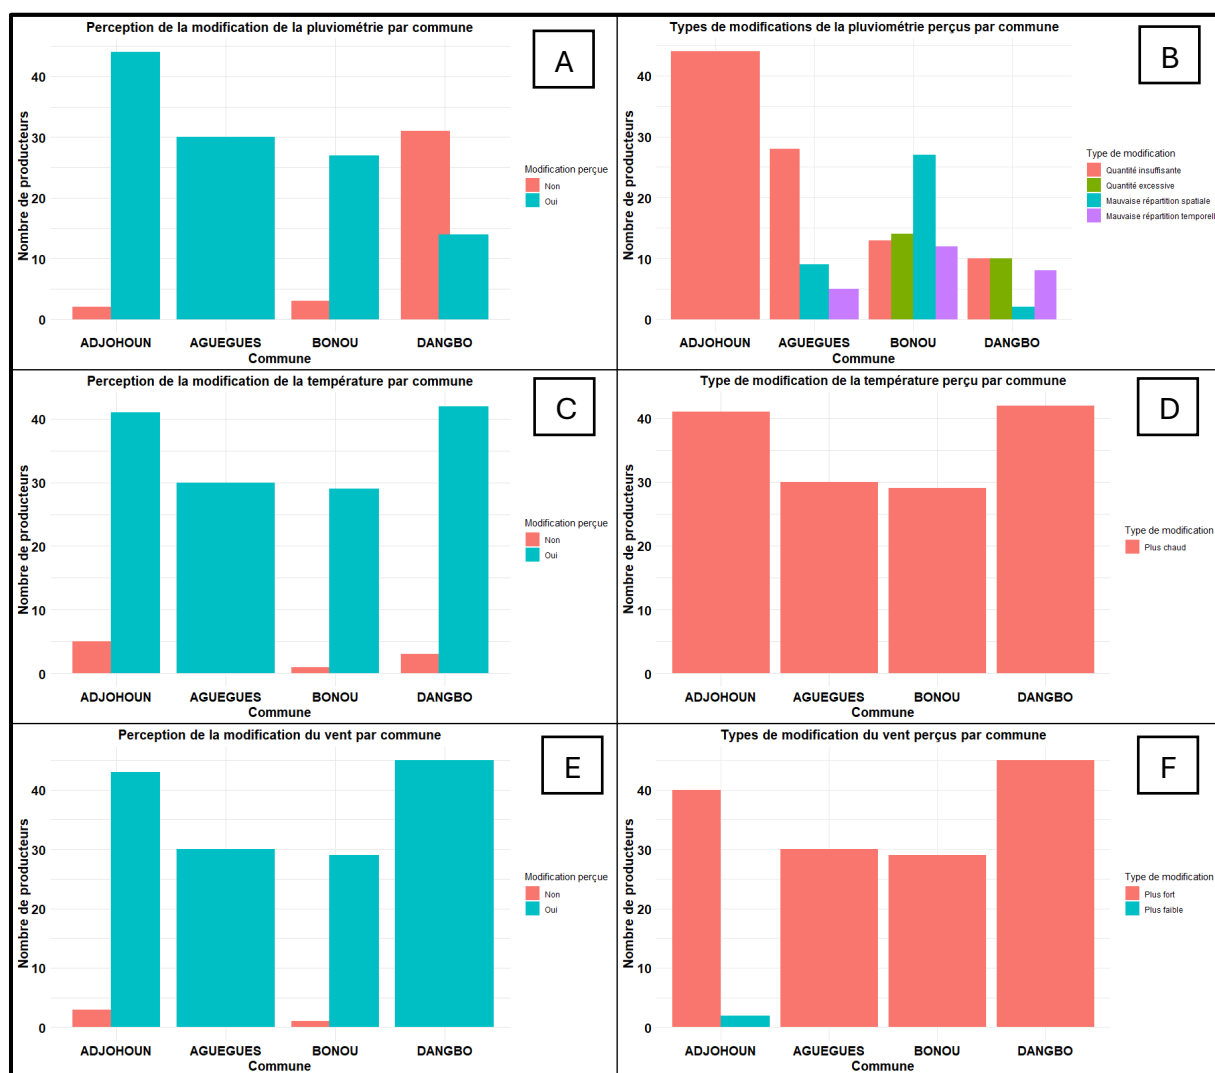 Perception de la modification de la pluviométrie par commune
A
Nombre de producteurs
40
30
20
10
0
ADJOHOUN AGUEGUES BONOU DANGBO
Commune
Modification perçue
Non
Oui
Types de modifications de la pluviométrie perçus par commune
B
Nombre de producteurs
40
30
20
10
0
ADJOHOUN AGUEGUES BONOU DANGBO
Commune
Type de modification
Quantité insuffisante
Quantité excessive
Mauvaise répartition spatiale
Mauvaise répartition temporell
Perception de la modification de la température par commune
C
Nombre de producteurs
40
30
20
10
0
ADJOHOUN AGUEGUES BONOU DANGBO
Commune
Modification perçue
Non
Oui
Type de modification de la température perçu par commune
D
Nombre de producteurs
40
30
20
10
0
ADJOHOUN AGUEGUES BONOU DANGBO
Commune
Type de modification
Plus chaud
Perception de la modification du vent par commune
E
Nombre de producteurs
40
30
20
10
0
ADJOHOUN AGUEGUES BONOU DANGBO
Commune
Modification perçue
Non
Oui
Types de modification du vent perçus par commune
F
Nombre de producteurs
40
30
20
10
0
ADJOHOUN AGUEGUES BONOU DANGBO
Commune
Type de modification
Plus fort
Plus faible